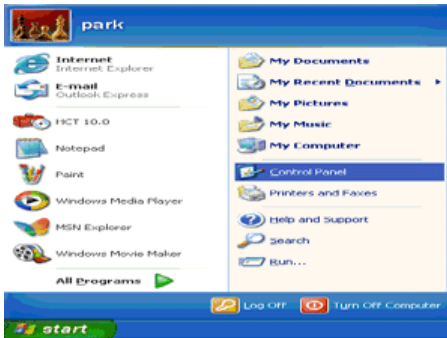 park
Internet
Internet Explorer
E-mail
Outlook Express
HCT 10.0
Notepad
Paint
Windows Media Player
MSN Explorer
Windows Movie Maker
All Programs
My Documents
My Recent Documents
My Pictures
My Music
My Computer
Control Panel
Printers and Faxes
Help and Support
Search
Run...
Log Off
Turn Off Computer
start